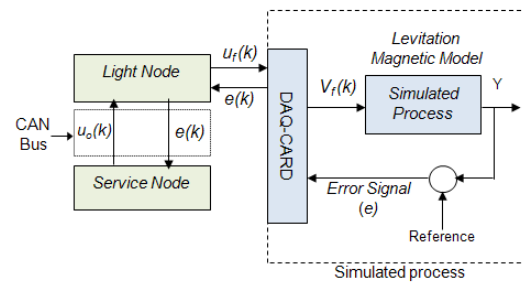 Levitation
Magnetic Model
Light Node
u_f(k)
e(k)
DAQ-CARD
V_f(k)
Simulated
Process
Y
CAN
Bus
u_o(k)
e(k)
Service Node
Error Signal
(e)
Reference
Simulated process